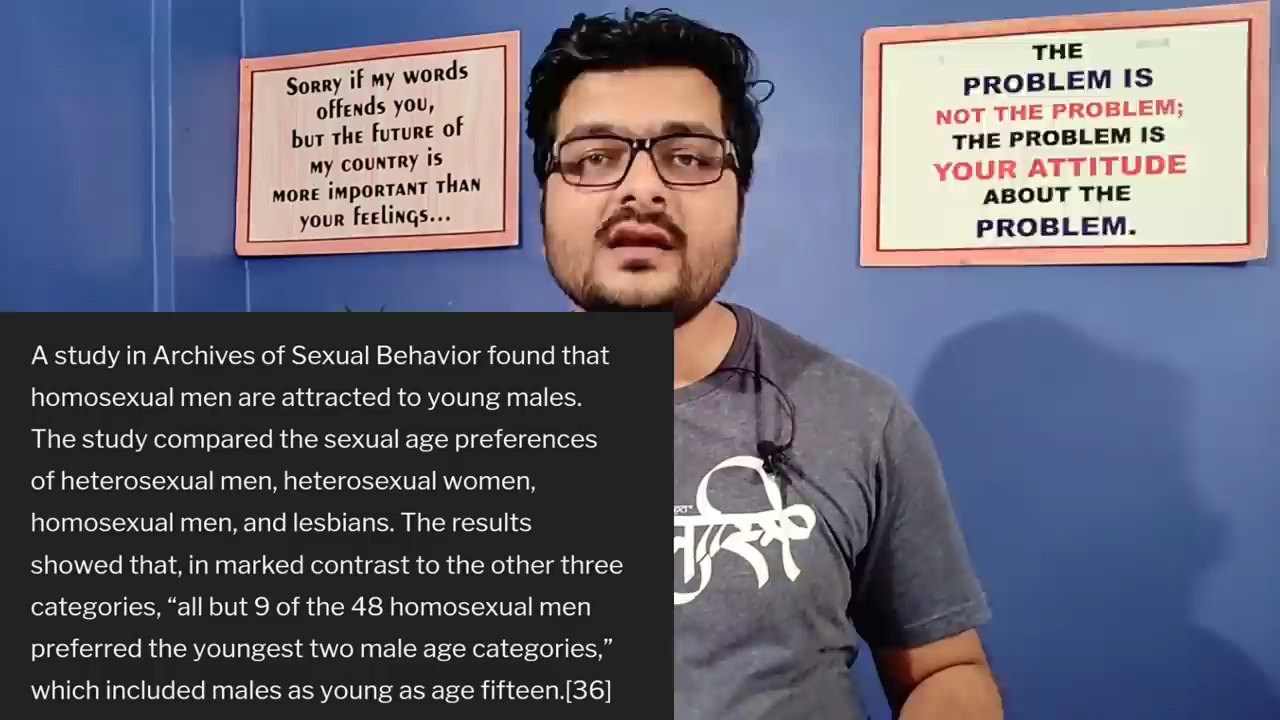 SORRY if my words
offends you,
but the future of
my country is
more important than
your feelings...
THE
PROBLEM IS
NOT THE PROBLEM;
THE PROBLEM IS
YOUR ATTITUDE
ABOUT THE
PROBLEM.
A study in Archives of Sexual Behavior found that
homosexual men are attracted to young males.
The study compared the sexual age preferences
of heterosexual men, heterosexual women,
homosexual men, and lesbians. The results
showed that, in marked contrast to the other three
categories, “all but 9 of the 48 homosexual men
preferred the youngest two male age categories,”
which included males as young as age fifteen.[36]